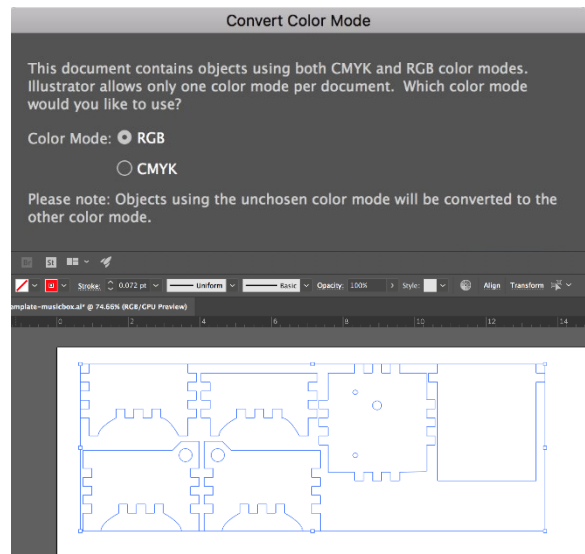 Convert Color Mode
This document contains objects using both CMYK and RGB color modes.
Illustrator allows only one color mode per document.  Which color mode
would you like to use?
Color Mode: RGB
CMYK
Please note: Objects using the unchosen color mode will be converted to the
other color mode.
Br St
Stroke: 0.072 pt Uniform Basic Opacity: 100% Style: Align Transform
emplate-musicbox.ai* @ 74.66% (RGB/GPU Preview)
0 2 4 6 8 10 12 14